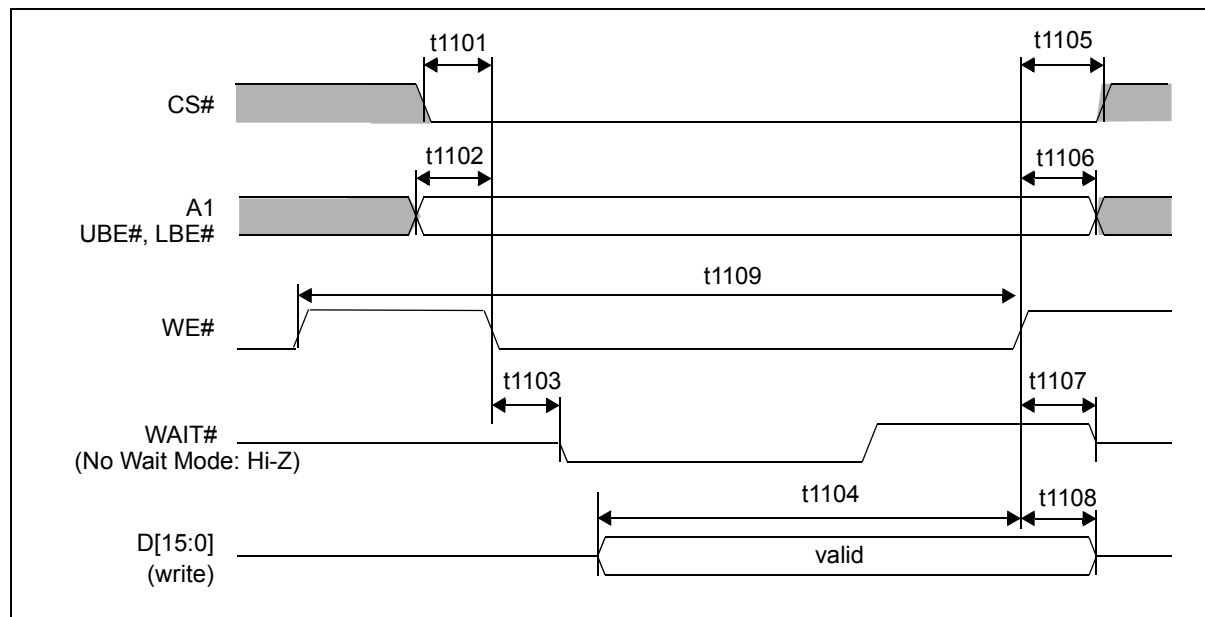 t1101
t1105
CS#
t1102
t1106
A1
UBE#, LBE#
t1109
WE#
t1103
t1107
WAIT#
(No Wait Mode: Hi-Z)
t1104
t1108
D[15:0]
valid
(write)